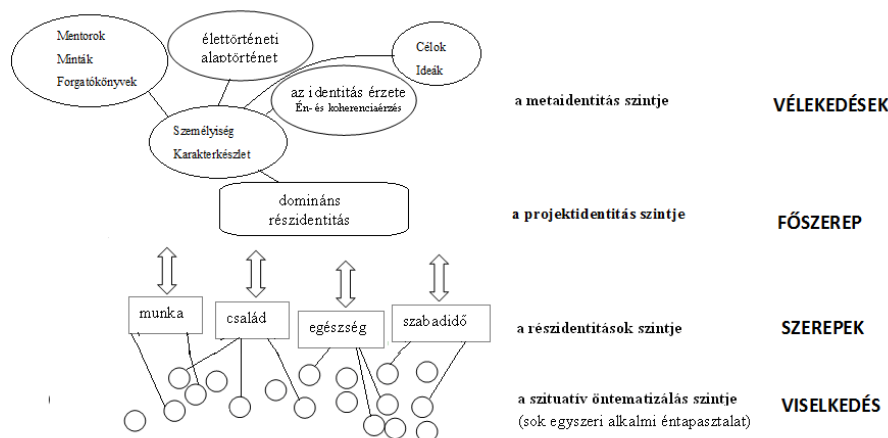 Mentorok
Minták
Forgatókönyvek
élettörténeti
alaptörténet
Célok
Ideák
az identitás érzete
Én- és koherenciaérzés
a metaidentitás szintje
VÉLEKEDÉSEK
Személyiség
Karakterkészlet
domináns
részidentitás
a projektidentitás szintje
FŐSZEREP
munka
család
egészség
szabadidő
a részidentitások szintje
SZEREPEK
a szituatív öntematizálás szintje
(sok egyszeri alkalmi éntapasztalat)
VISELKEDÉS